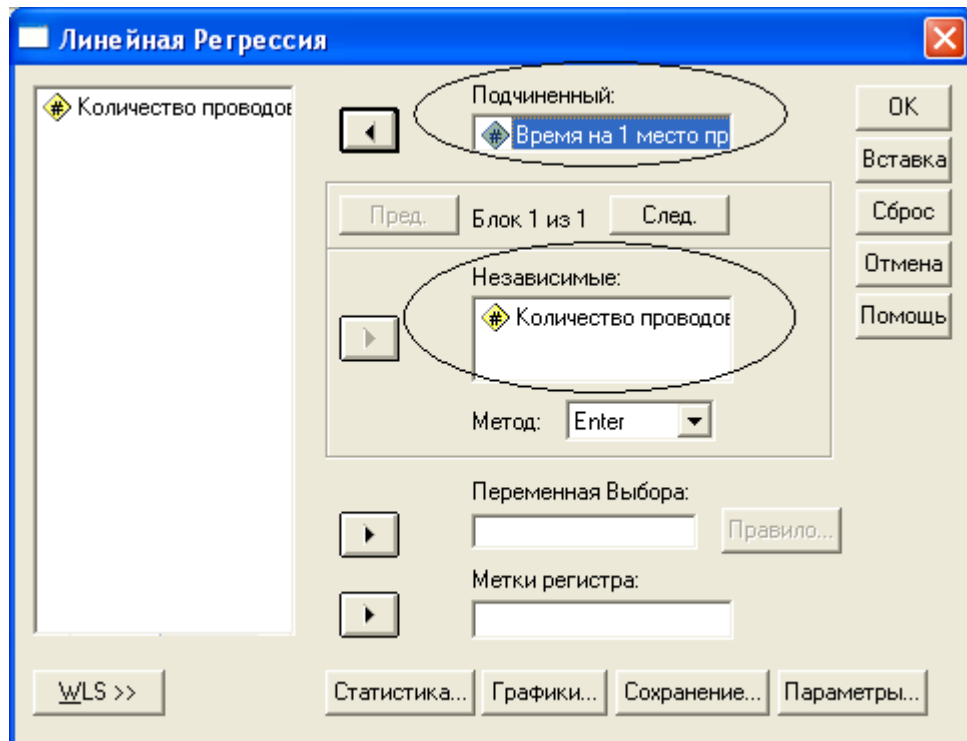 Линейная Регрессия
Количество проводов
Подчиненный:
Время на 1 место пр
OK
Вставка
Сброс
Отмена
Помощь
Пред.
Блок 1 из 1
След.
Независимые:
Количество проводов
Метод:
Enter
Переменная Выбора:
Правило...
Метки регистра:
WLS >>
Статистика...
Графики...
Сохранение...
Параметры...